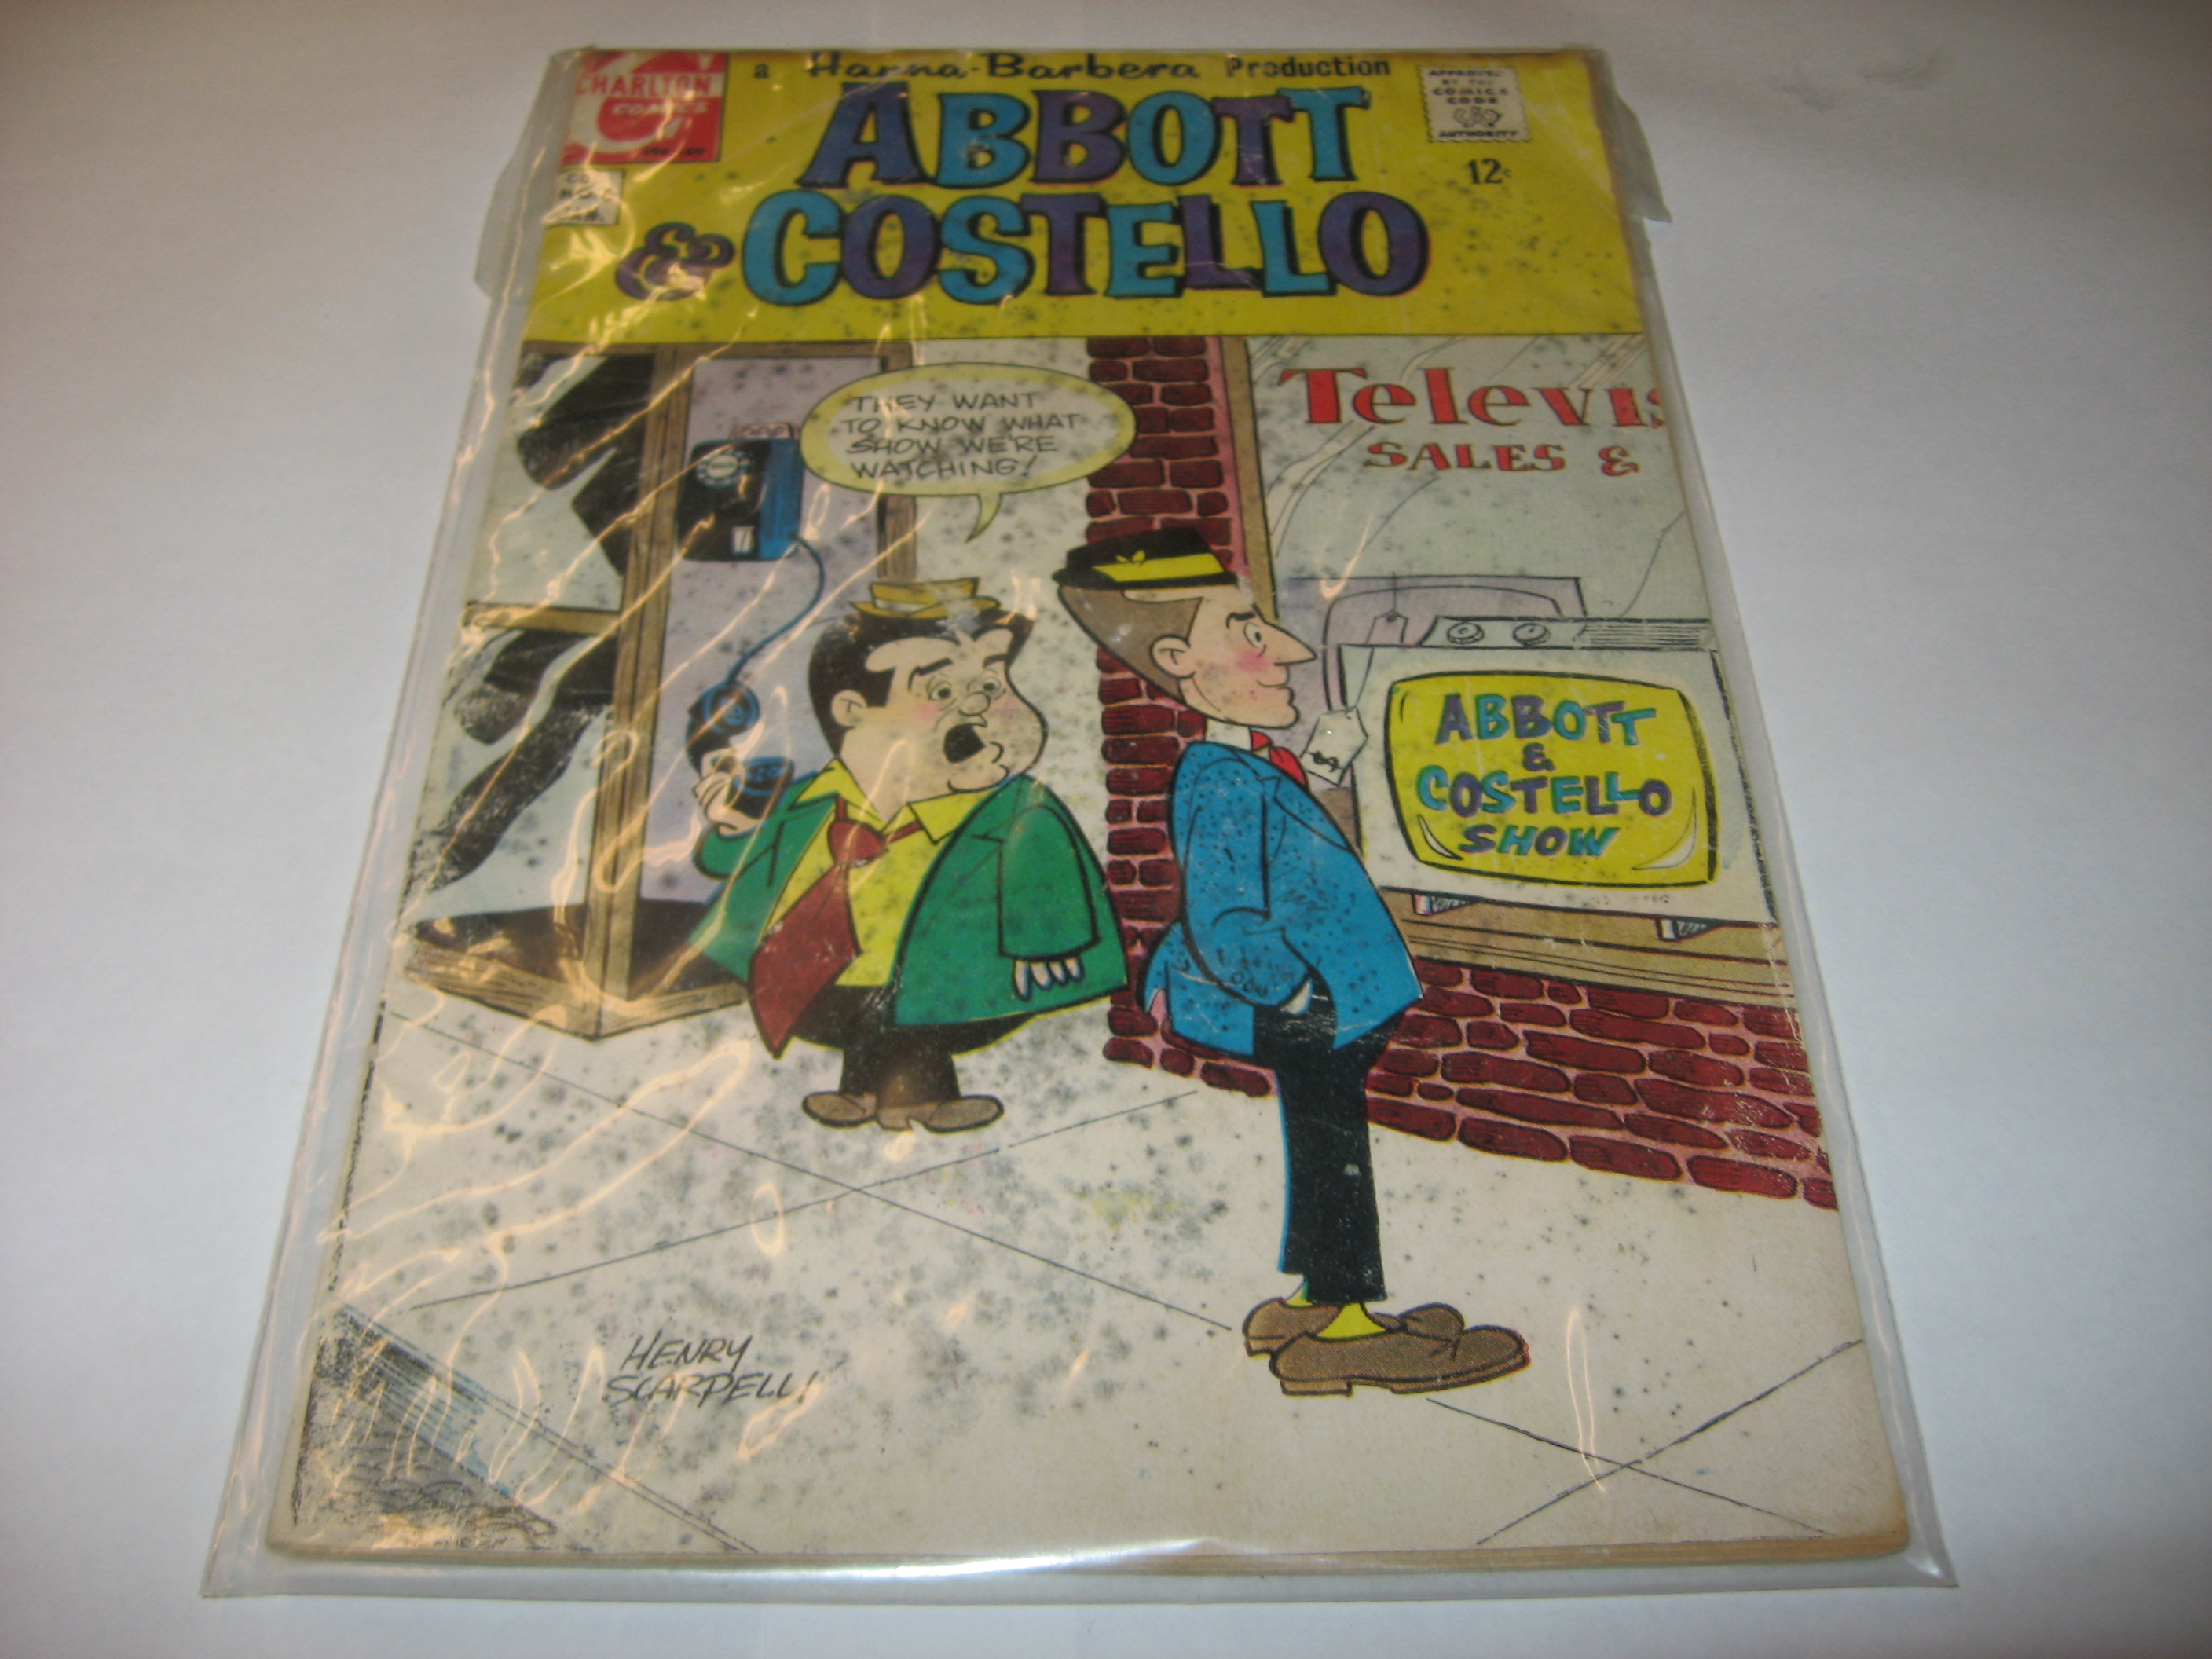 a Hanna-Barbera Production
CHARLTON
COMICS
APPROVED
BY THE
COMICS
CODE
AUTHORITY
ABBOTT
& COSTELLO
12¢
THEY WANT
TO KNOW WHAT
SHOW WE'RE
WATCHING!
Televis
SALES &
ABBOTT
&
COSTELLO
SHOW
HENRY
SCARPELLI